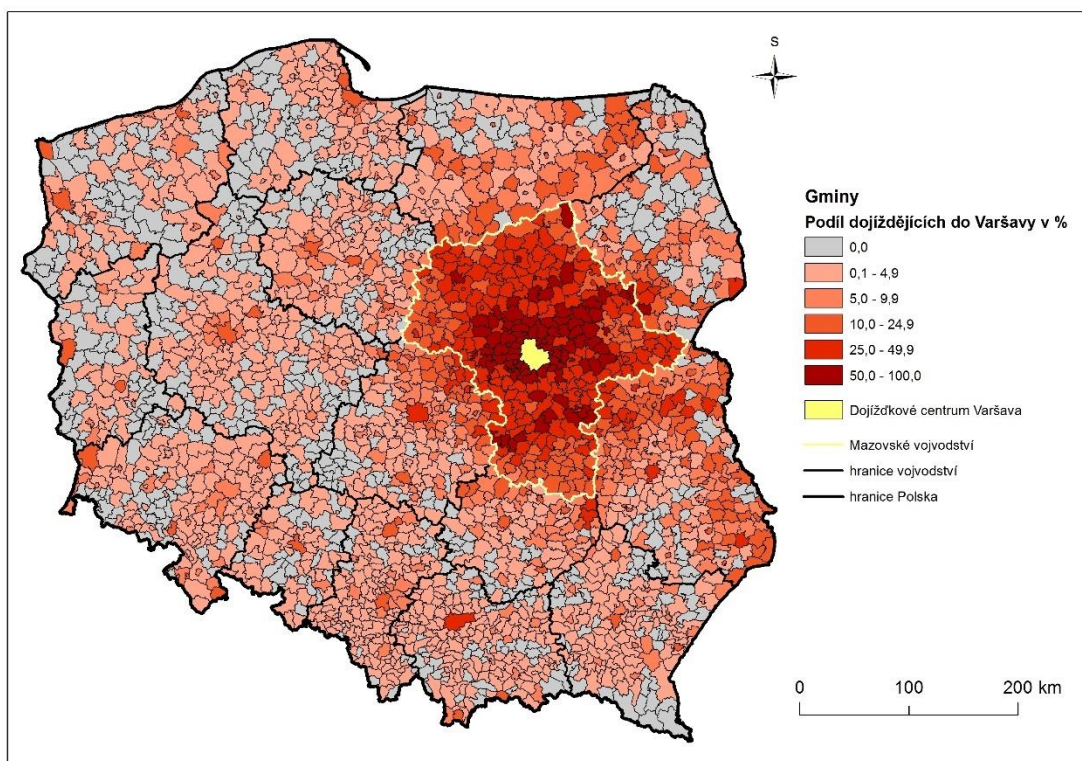 S
Gminy
Podíl dojíždějících do Varšavy v %
0,0
0,1 - 4,9
5,0 - 9,9
10,0 - 24,9
25,0 - 49,9
50,0 - 100,0
Dojížďkové centrum Varšava
Mazovské vojvodství
hranice vojvodství
hranice Polska
0 100 200 km